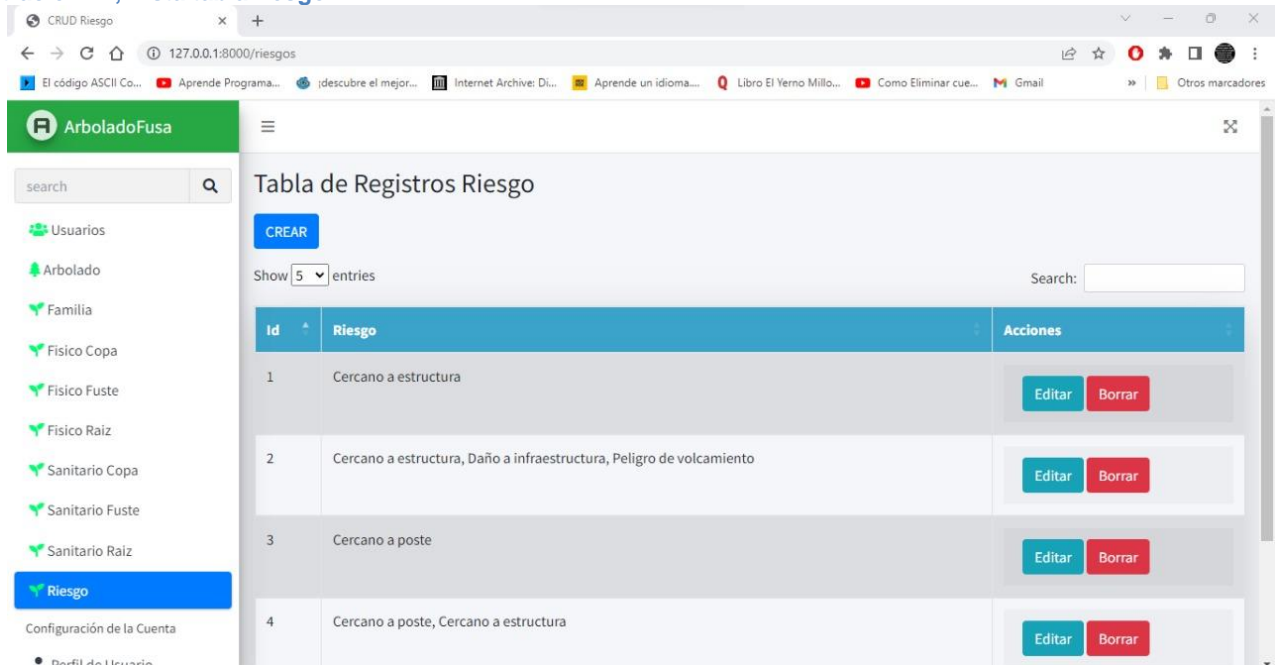 CRUD Riesgo
127.0.0.1:8000/riesgos
El código ASCII Co... Aprende Programa... ¡descubre el mejor... Internet Archive: Di... Aprende un idioma.... Libro El Yerno Millo... Como Eliminar cue... Gmail » Otros marcadores
ArboladoFusa
search
Usuarios
Arbolado
Familia
Fisico Copa
Fisico Fuste
Fisico Raiz
Sanitario Copa
Sanitario Fuste
Sanitario Raiz
Riesgo
Configuración de la Cuenta
Perfil de Usuario
Tabla de Registros Riesgo
CREAR
Show 5 entries Search:
Id Riesgo Acciones
1 Cercano a estructura Editar Borrar
2 Cercano a estructura, Daño a infraestructura, Peligro de volcamiento Editar Borrar
3 Cercano a poste Editar Borrar
4 Cercano a poste, Cercano a estructura Editar Borrar